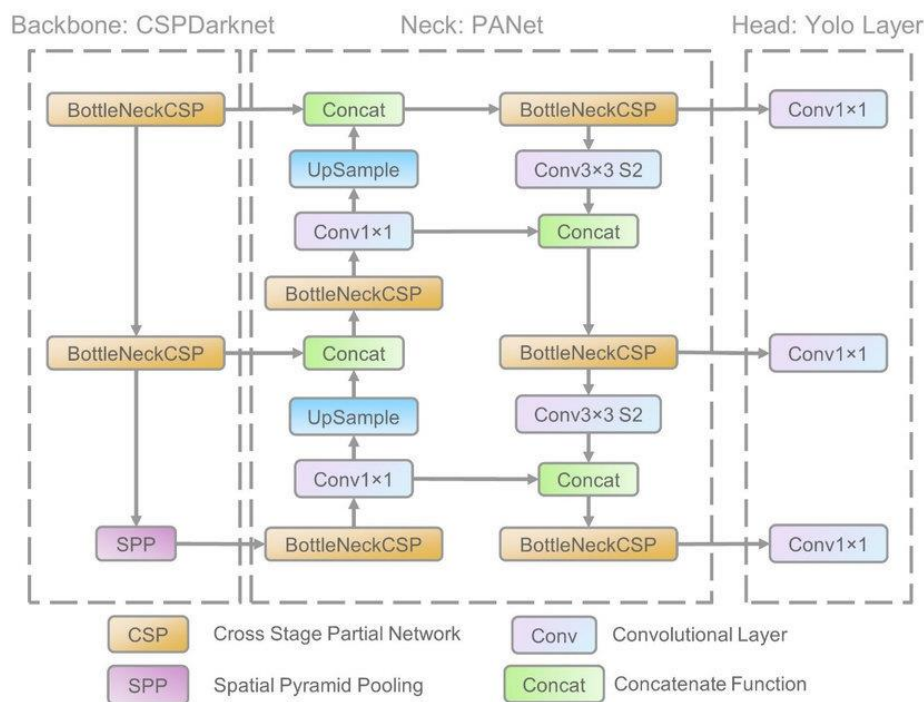 Backbone: CSPDarknet Neck: PANet Head: Yolo Layer
BottleNeckCSP Concat BottleNeckCSP Conv1×1
UpSample Conv3×3 S2
Conv1×1 Concat
BottleNeckCSP
BottleNeckCSP Concat BottleNeckCSP Conv1×1
UpSample Conv3×3 S2
Conv1×1 Concat
SPP BottleNeckCSP BottleNeckCSP Conv1×1
CSP Cross Stage Partial Network Conv Convolutional Layer
SPP Spatial Pyramid Pooling Concat Concatenate Function